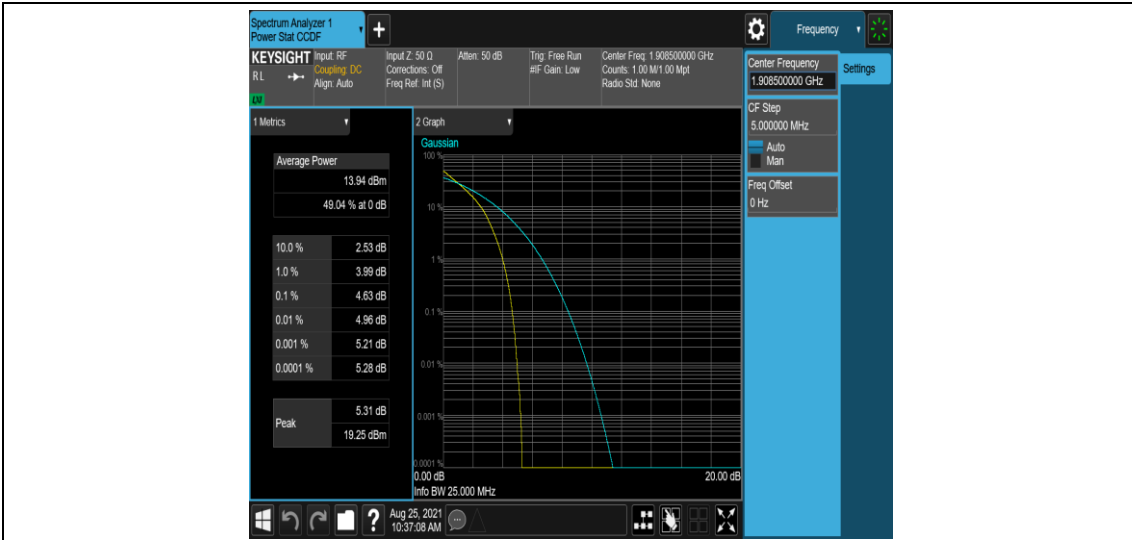 Spectrum Analyzer 1
Power Stat CCDF
+
Frequency
KEYSIGHT
RL
LXI
Input: RF
Coupling: DC
Align: Auto
Input Z: 50 Ω
Corrections: Off
Freq Ref: Int (S)
Atten: 50 dB
Trig: Free Run
#IF Gain: Low
Center Freq: 1.908500000 GHz
Counts: 1.00 M/1.00 Mpt
Radio Std: None
Center Frequency
1.908500000 GHz
Settings
CF Step
5.000000 MHz
Auto
Man
Freq Offset
0 Hz
1 Metrics
Average Power
13.94 dBm
49.04 % at 0 dB
10.0 % 2.53 dB
1.0 % 3.99 dB
0.1 % 4.63 dB
0.01 % 4.96 dB
0.001 % 5.21 dB
0.0001 % 5.28 dB
Peak
5.31 dB
19.25 dBm
2 Graph
Gaussian
100 %
10 %
1 %
0.1 %
0.01 %
0.001 %
0.0001 %
0.00 dB 20.00 dB
Info BW 25.000 MHz
?
Aug 25, 2021
10:37:08 AM